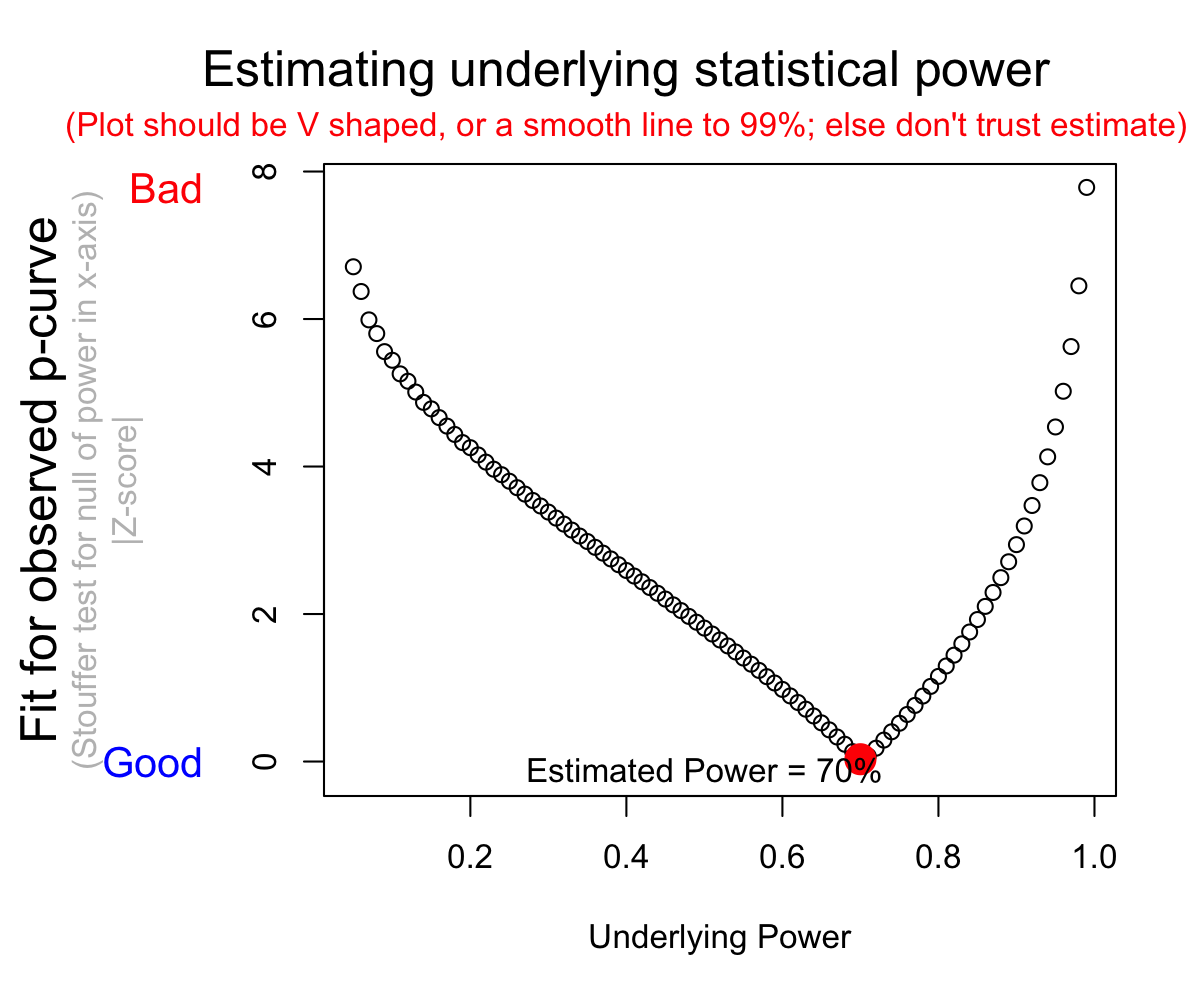 Estimating underlying statistical power
(Plot should be V shaped, or a smooth line to 99%; else don't trust estimate)
Fit for observed p-curve
(Stouffer test for null of power in x-axis)
|Z-score|
Bad
Good
8
6
4
2
0
Estimated Power = 70%
0.2 0.4 0.6 0.8 1.0
Underlying Power